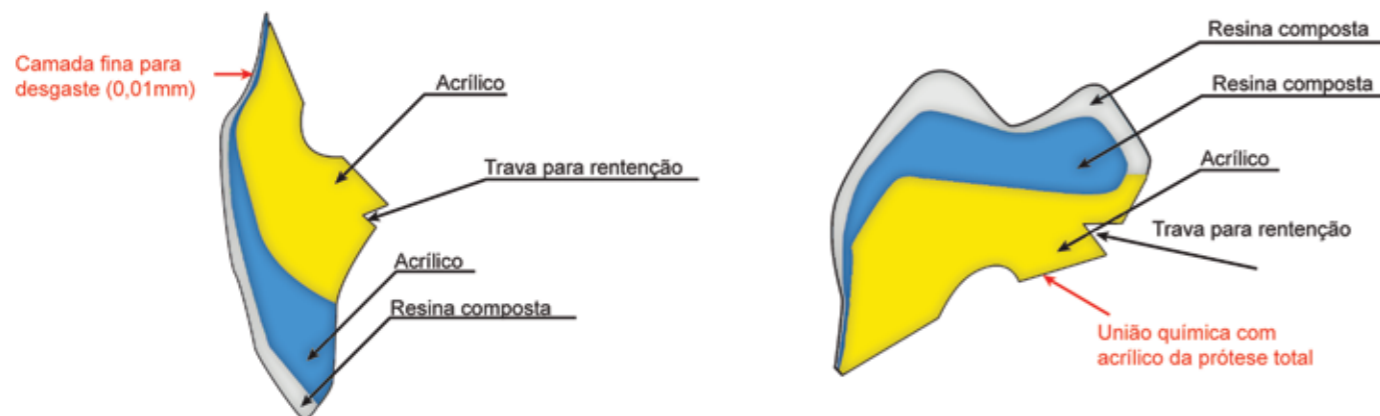 Camada fina para
desgaste (0,01mm)
Acrílico
Trava para rentenção
Acrílico
Resina composta
Resina composta
Resina composta
Acrílico
Trava para rentenção
União química com
acrílico da prótese total